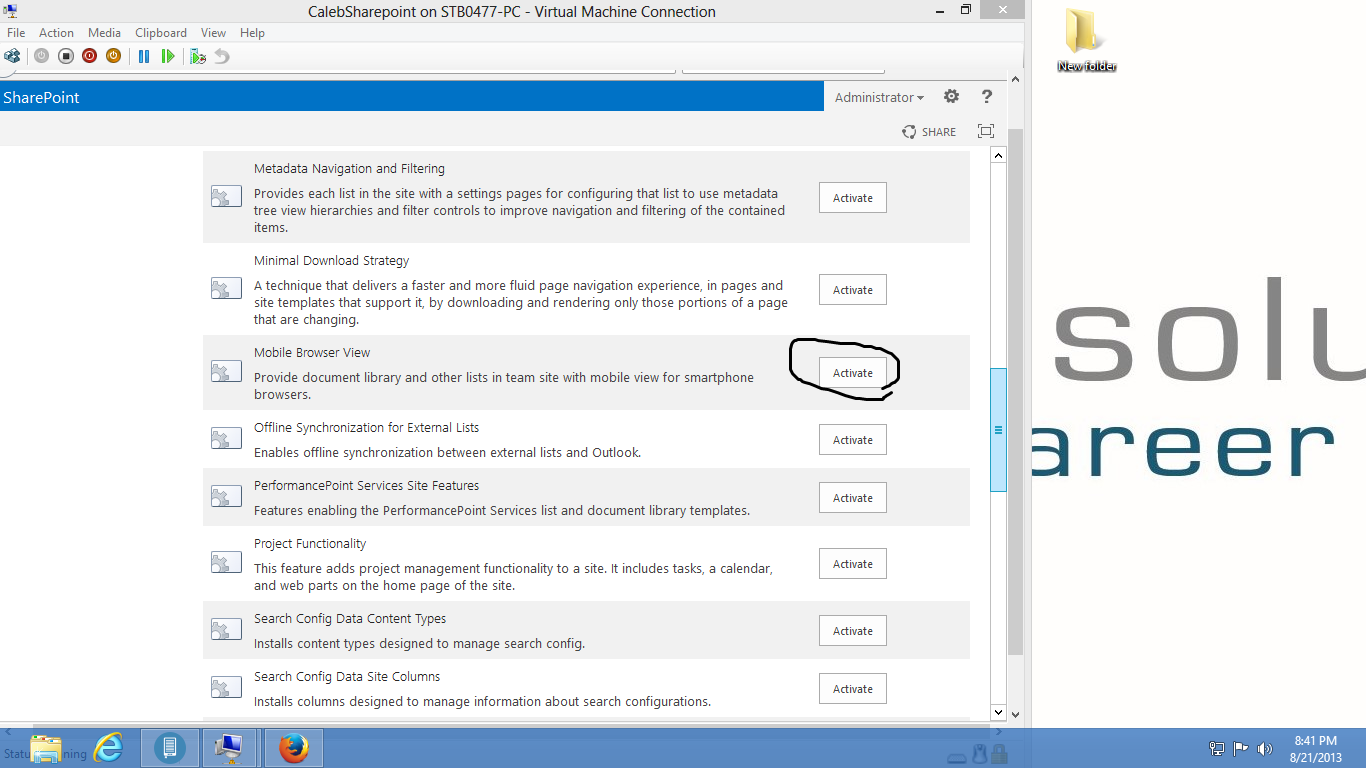 CalebSharepoint on STB0477-PC - Virtual Machine Connection
File Action Media Clipboard View Help
New folder
SharePoint
Administrator
?
SHARE
Metadata Navigation and Filtering
Provides each list in the site with a settings pages for configuring that list to use metadata
tree view hierarchies and filter controls to improve navigation and filtering of the contained
items.
Activate
Minimal Download Strategy
A technique that delivers a faster and more fluid page navigation experience, in pages and
site templates that support it, by downloading and rendering only those portions of a page
that are changing.
Activate
Mobile Browser View
Provide document library and other lists in team site with mobile view for smartphone
browsers.
Activate
Offline Synchronization for External Lists
Enables offline synchronization between external lists and Outlook.
Activate
PerformancePoint Services Site Features
Features enabling the PerformancePoint Services list and document library templates.
Activate
Project Functionality
This feature adds project management functionality to a site. It includes tasks, a calendar,
and web parts on the home page of the site.
Activate
Search Config Data Content Types
Installs content types designed to manage search config.
Activate
Search Config Data Site Columns
Installs columns designed to manage information about search configurations.
Activate
solu
areer
8:41 PM
8/21/2013